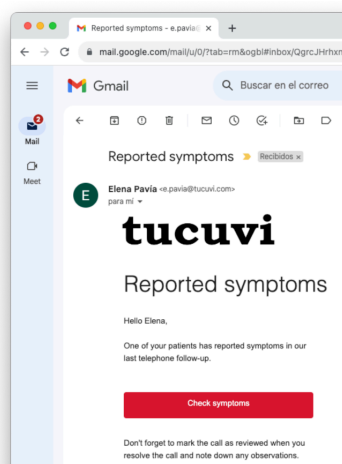 Reported symptoms - e.pavia@
mail.google.com/mail/u/0/?tab=rm&ogbl#inbox/QgrcJHrhxn
Gmail
Buscar en el correo
2
Mail
Meet
Reported symptoms
Recibidos ×
E
Elena Pavía <e.pavia@tucuvi.com>
para mí
tucuvi
Reported symptoms
Hello Elena,
One of your patients has reported symptoms in our
last telephone follow-up.
Check symptoms
Don't forget to mark the call as reviewed when you
resolve the call and note down any observations.